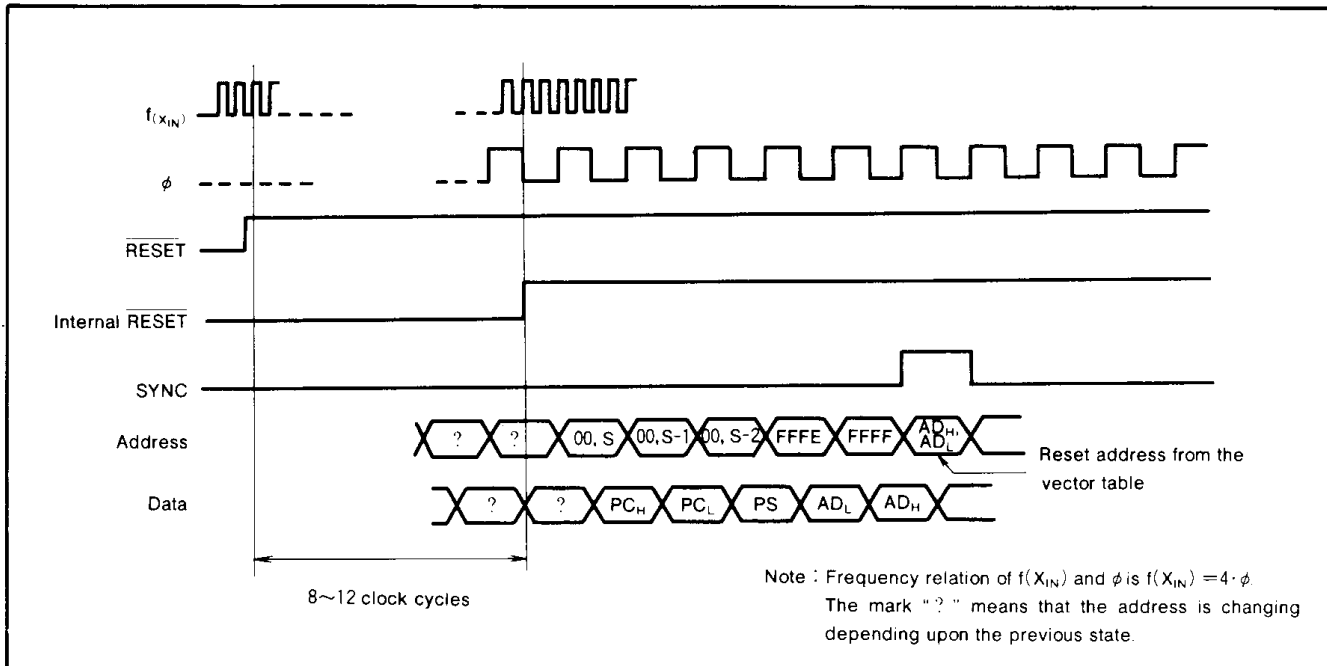 f(XIN)
φ
RESET
Internal RESET
SYNC
Address ? ? 00, S 00, S-1 00, S-2 FFFE FFFF ADH, ADL
Reset address from the
vector table
Data ? ? PCH PCL PS ADL ADH
8~12 clock cycles
Note : Frequency relation of f(XIN) and φ is f(XIN) =4·φ.
The mark “?” means that the address is changing
depending upon the previous state.